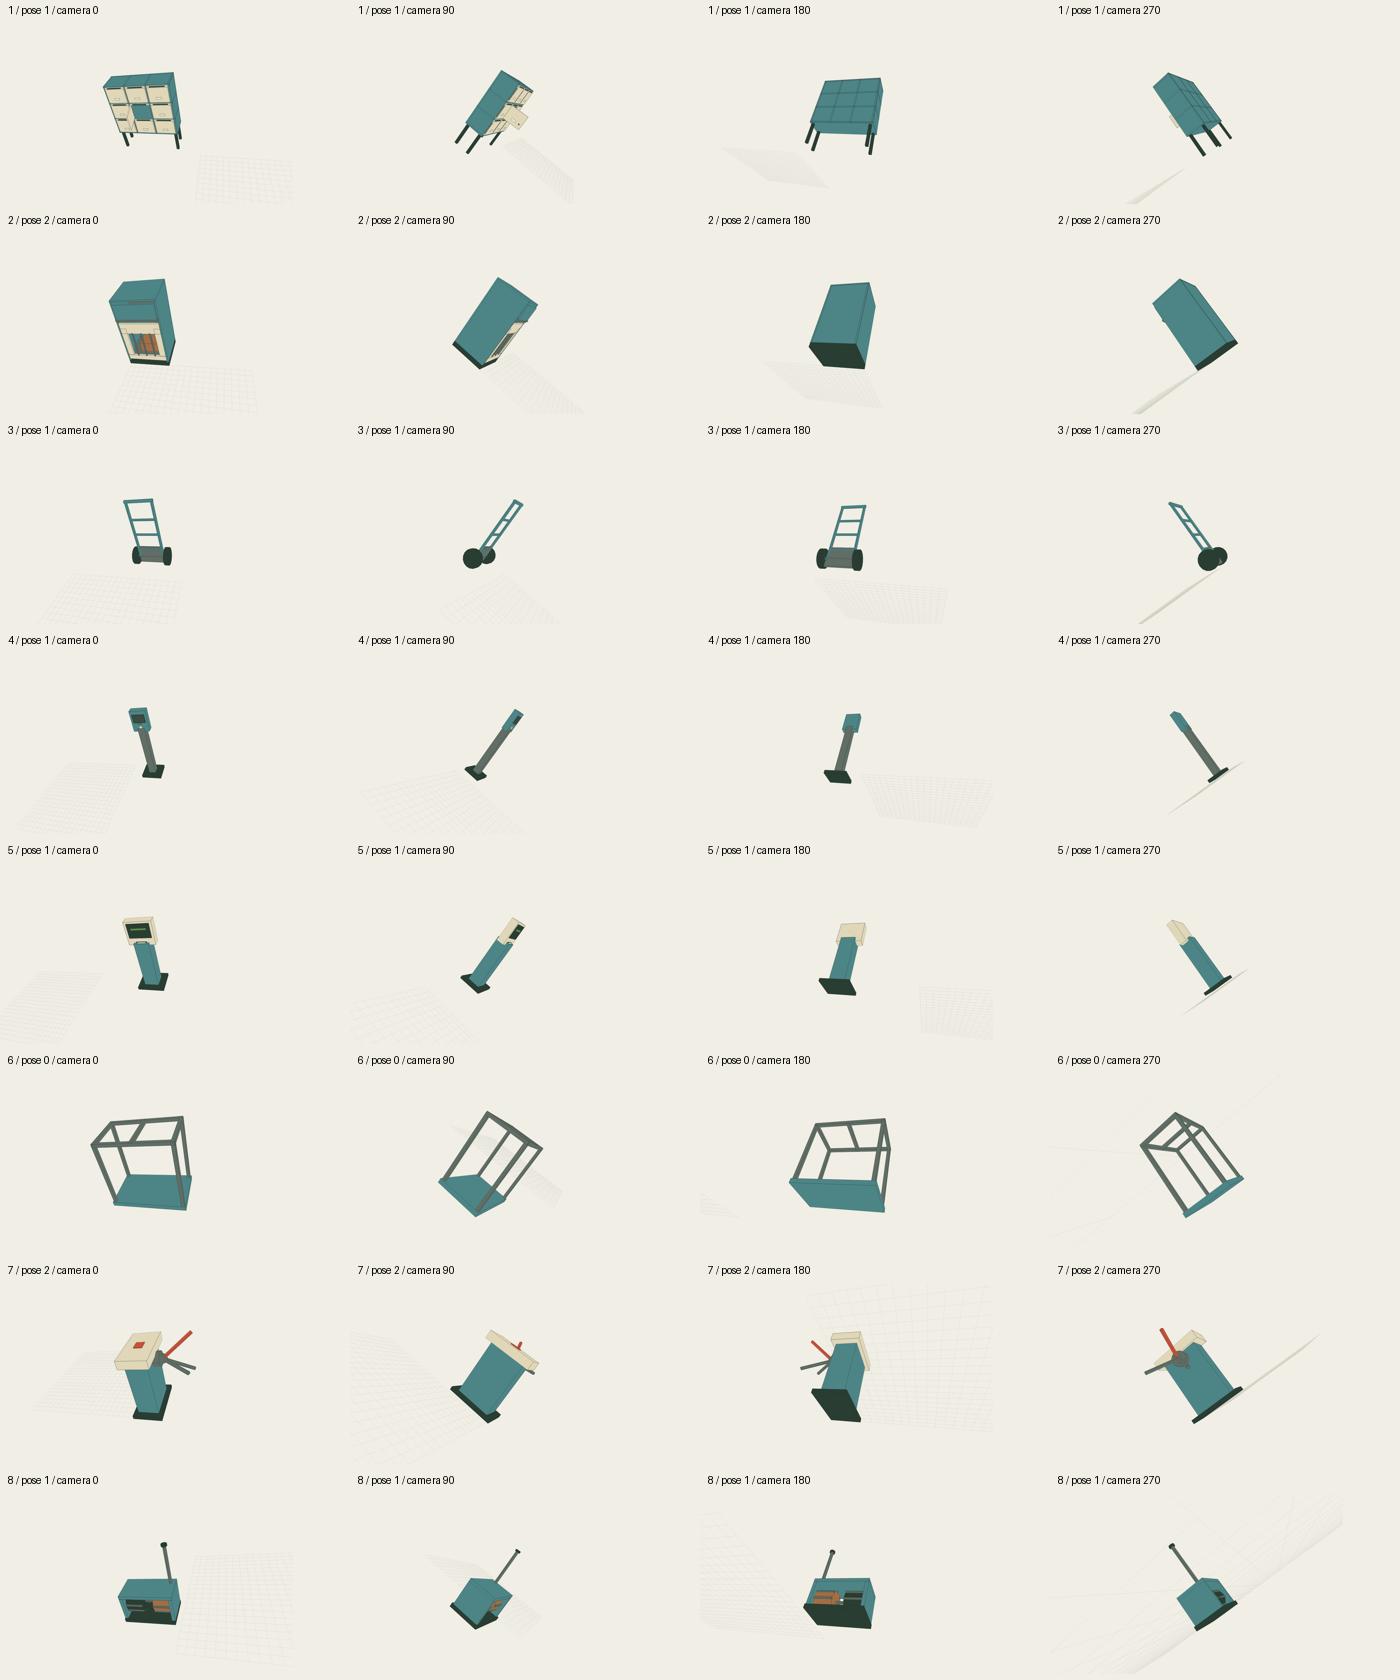 1 / pose 1 / camera 0
1 / pose 1 / camera 90
1 / pose 1 / camera 180
1 / pose 1 / camera 270
2 / pose 2 / camera 0
2 / pose 2 / camera 90
2 / pose 2 / camera 180
2 / pose 2 / camera 270
3 / pose 1 / camera 0
3 / pose 1 / camera 90
3 / pose 1 / camera 180
3 / pose 1 / camera 270
4 / pose 1 / camera 0
4 / pose 1 / camera 90
4 / pose 1 / camera 180
4 / pose 1 / camera 270
5 / pose 1 / camera 0
5 / pose 1 / camera 90
5 / pose 1 / camera 180
5 / pose 1 / camera 270
6 / pose 0 / camera 0
6 / pose 0 / camera 90
6 / pose 0 / camera 180
6 / pose 0 / camera 270
7 / pose 2 / camera 0
7 / pose 2 / camera 90
7 / pose 2 / camera 180
7 / pose 2 / camera 270
8 / pose 1 / camera 0
8 / pose 1 / camera 90
8 / pose 1 / camera 180
8 / pose 1 / camera 270